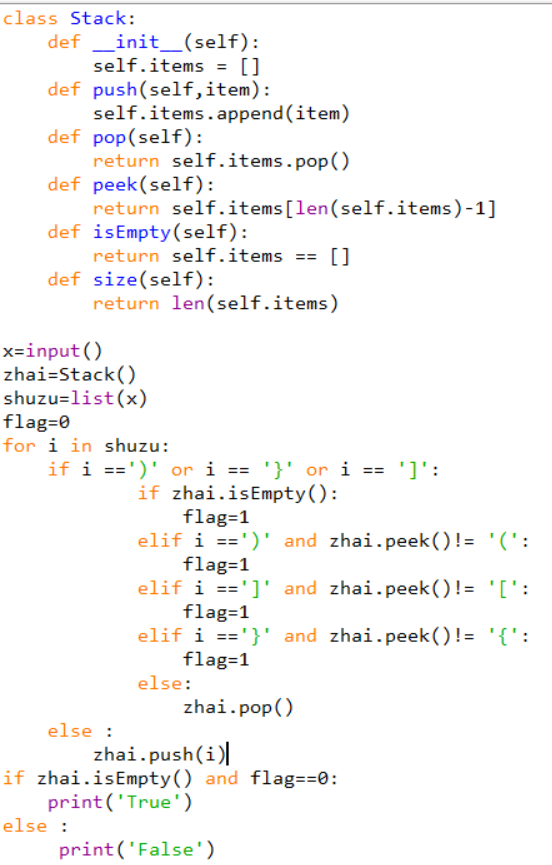 class Stack:
    def __init__(self):
        self.items = []
    def push(self,item):
        self.items.append(item)
    def pop(self):
        return self.items.pop()
    def peek(self):
        return self.items[len(self.items)-1]
    def isEmpty(self):
        return self.items == []
    def size(self):
        return len(self.items)

x=input()
zhai=Stack()
shuzu=list(x)
flag=0
for i in shuzu:
    if i ==')' or i == '}' or i == ']':
            if zhai.isEmpty():
                flag=1
            elif i ==')' and zhai.peek()!= '(':
                flag=1
            elif i ==']' and zhai.peek()!= '[':
                flag=1
            elif i =='}' and zhai.peek()!= '{':
                flag=1
            else:
                zhai.pop()
    else :
        zhai.push(i)
if zhai.isEmpty() and flag==0:
    print('True')
else :
     print('False')